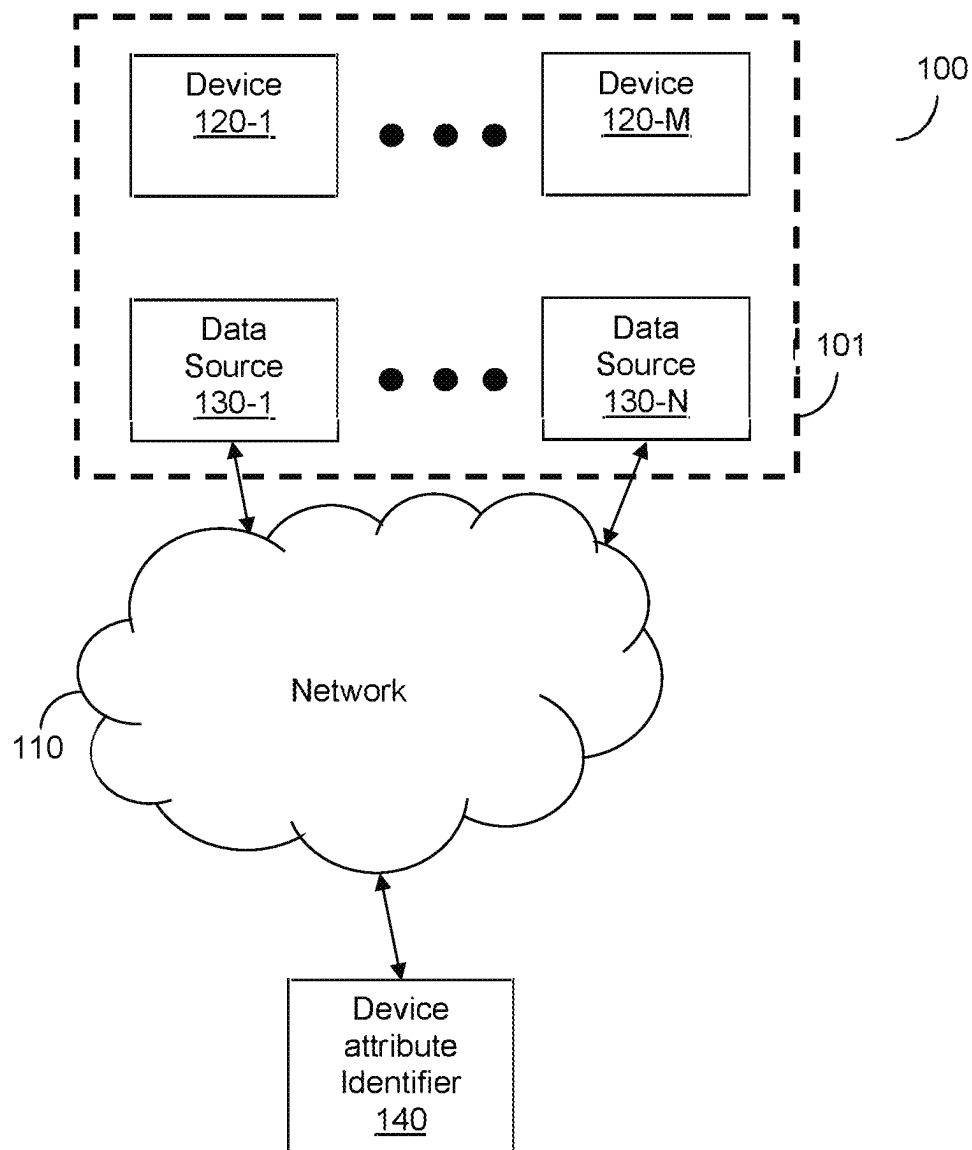 Device
120-1
Device
120-M
100
Data
Source
130-1
Data
Source
130-N
101
Network
110
Device
attribute
Identifier
140